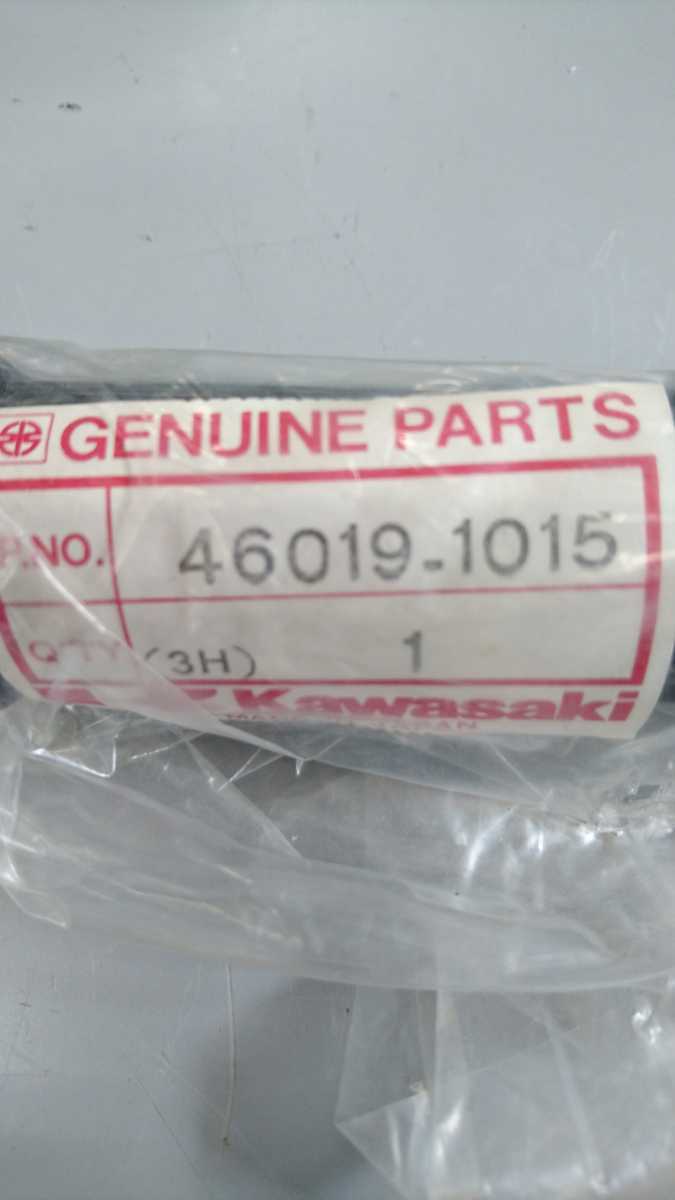 GENUINE PARTS
P.NO. 46019-1015
Q'TY (3H) 1
Kawasaki